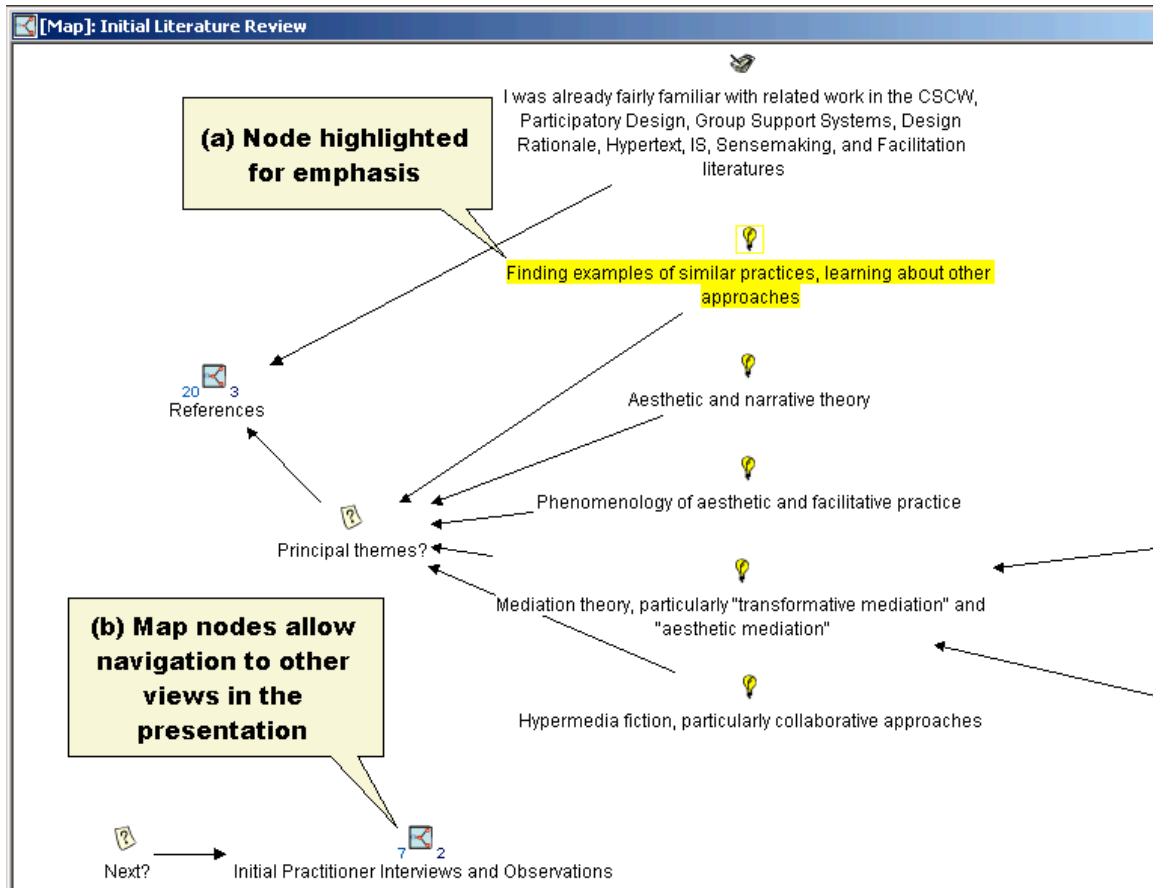 [Map]: Initial Literature Review
I was already fairly familiar with related work in the CSCW,
Participatory Design, Group Support Systems, Design
Rationale, Hypertext, IS, Sensemaking, and Facilitation
literatures
(a) Node highlighted
for emphasis
Finding examples of similar practices, learning about other
approaches
20 3
References
Aesthetic and narrative theory
Phenomenology of aesthetic and facilitative practice
?
Principal themes?
Mediation theory, particularly "transformative mediation" and
"aesthetic mediation"
(b) Map nodes allow
navigation to other
views in the
presentation
Hypermedia fiction, particularly collaborative approaches
?
Next?
7 2
Initial Practitioner Interviews and Observations